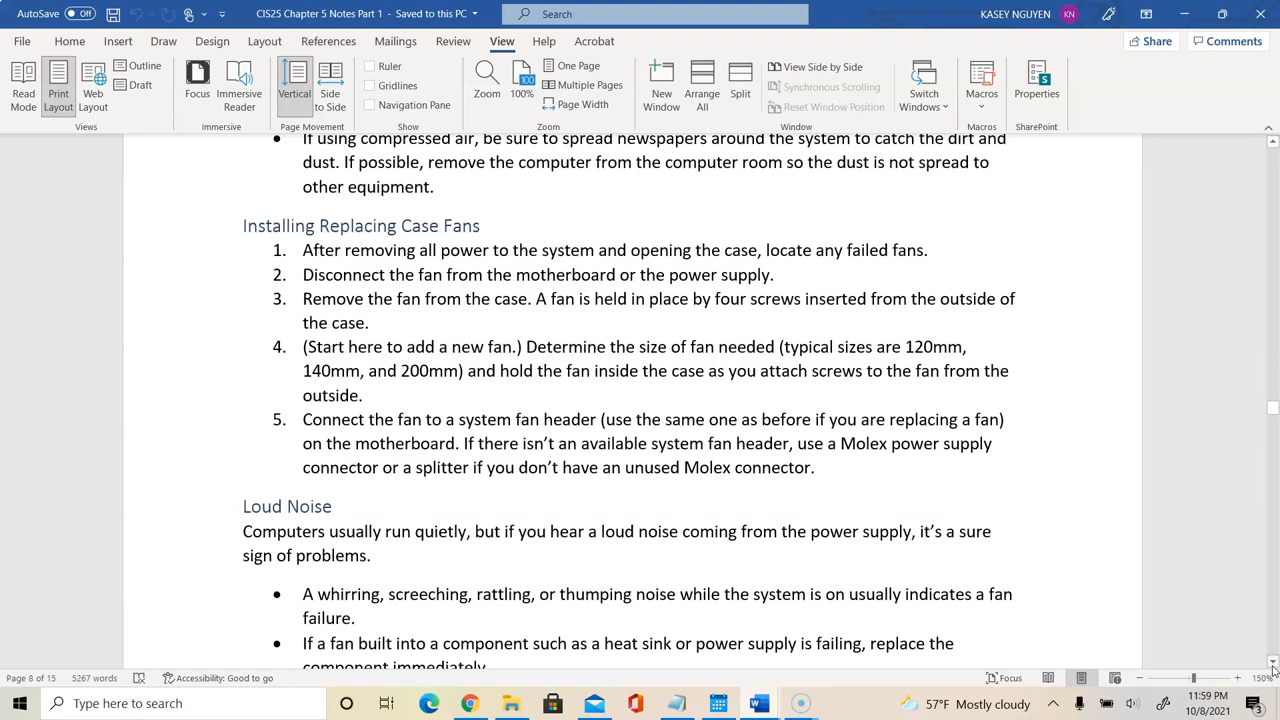 AutoSave Off CIS25 Chapter 5 Part 1 - Saved to this PC Search KASEY NGUYEN KN
File Home Insert Draw Design Layout References Mailings Review View Help Acrobat Share Comments
Read Mode
Print Layout
Web Layout
Outline
Draft
Views
Focus
Immersive Reader
Immersive
Vertical
Side to Side
Page Movement
Ruler
Gridlines
Navigation Pane
Show
Zoom
100
100%
One Page
Multiple Pages
Page Width
Zoom
New Window
Arrange All
Split
View Side by Side
Synchronous Scrolling
Reset Window Position
Window
Switch Windows
Macros
Macros
Properties
SharePoint
• If using compressed air, be sure to spread newspapers around the system to catch the dirt and
dust. If possible, remove the computer from the computer room so the dust is not spread to
other equipment.
Installing Replacing Case Fans
1. After removing all power to the system and opening the case, locate any failed fans.
2. Disconnect the fan from the motherboard or the power supply.
3. Remove the fan from the case. A fan is held in place by four screws inserted from the outside of
the case.
4. (Start here to add a new fan.) Determine the size of fan needed (typical sizes are 120mm,
140mm, and 200mm) and hold the fan inside the case as you attach screws to the fan from the
outside.
5. Connect the fan to a system fan header (use the same one as before if you are replacing a fan)
on the motherboard. If there isn’t an available system fan header, use a Molex power supply
connector or a splitter if you don’t have an unused Molex connector.
Loud Noise
Computers usually run quietly, but if you hear a loud noise coming from the power supply, it’s a sure
sign of problems.
• A whirring, screeching, rattling, or thumping noise while the system is on usually indicates a fan
failure.
• If a fan built into a component such as a heat sink or power supply is failing, replace the
component immediately.
Page 8 of 15 5267 words Accessibility: Good to go Focus 150%
Type here to search 57°F Mostly cloudy 11:59 PM
10/8/2021 3